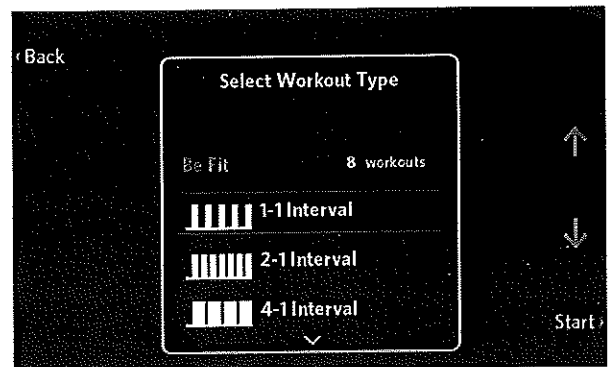 ‹Back
Select Workout Type
Be Fit 8 workouts
1-1 Interval
2-1 Interval
4-1 Interval
Start›